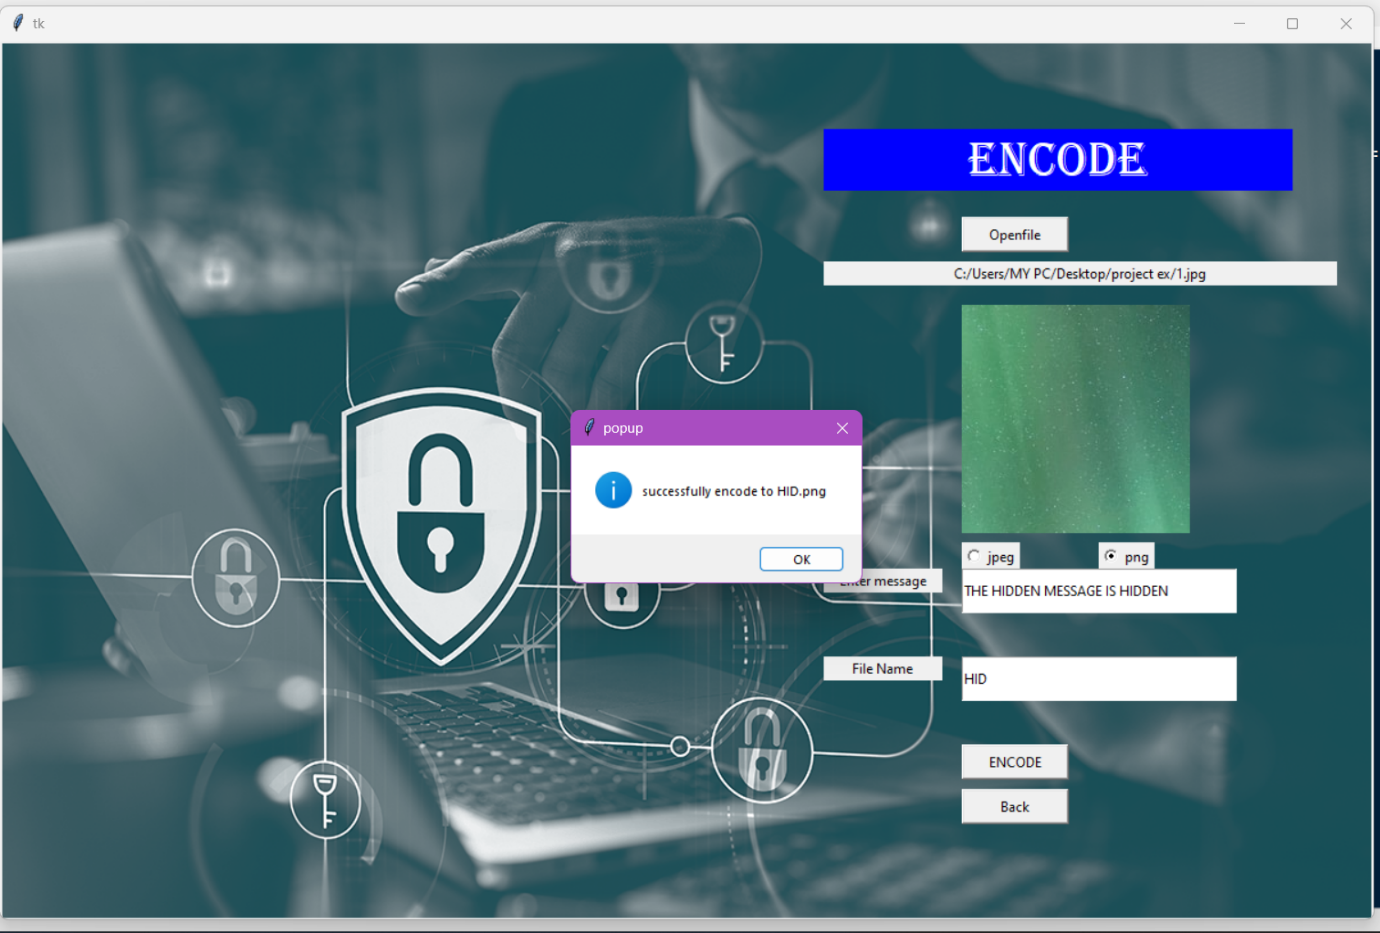 tk
ENCODE
Openfile
C:/Users/MY PC/Desktop/project ex/1.jpg
popup
successfully encode to HID.png
OK
jpeg
png
Enter message
THE HIDDEN MESSAGE IS HIDDEN
File Name
HID
ENCODE
Back